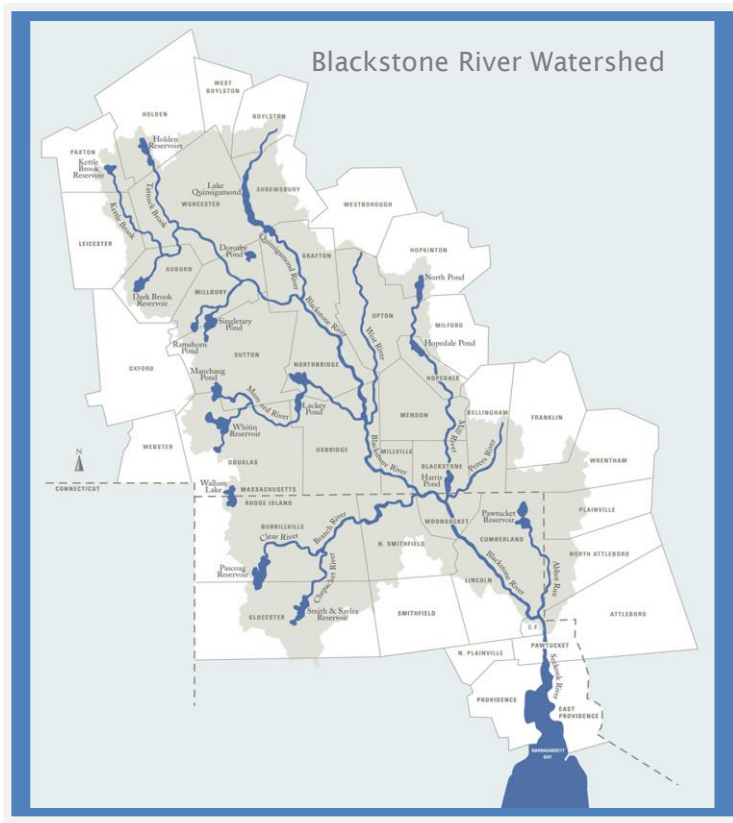 Blackstone River Watershed
WEST
BOYLSTON
HOLDEN
BOYLSTON
Holden
Reservoirs
PAXTON
Kettle
Brook
Reservoir
Lake
Quinsigamond
SHREWSBURY
Tatnuck Brook
WORCESTER
WESTBOROUGH
Kettle Brook
LEICESTER
Quinsigamond River
Dorothy
Pond
GRAFTON
HOPKINTON
AUBURN
North Pond
MILLBURY
Dark Brook
Reservoir
Blackstone River
UPTON
Singletary
Pond
MILFORD
West River
Ramshorn
Pond
Hopedale Pond
SUTTON
OXFORD
NORTHBRIDGE
Manchaug
Pond
HOPEDALE
Mumford River
Lackey
Pond
MENDON
BELLINGHAM
FRANKLIN
Whitin
Reservoir
Mill River
Peters River
WEBSTER
UXBRIDGE
MILLVILLE
Blackstone River
N
DOUGLAS
BLACKSTONE
WRENTHAM
Harris
Pond
Wallum
Lake
CONNECTICUT
MASSACHUSETTS
RHODE ISLAND
Pawtucket
Reservoir
PLAINVILLE
BURRILLVILLE
Branch River
WOONSOCKET
Clear River
N. SMITHFIELD
CUMBERLAND
NORTH ATTLEBORO
Pascoag
Reservoir
Chepachet River
Blackstone River
Abbot Run
LINCOLN
GLOCESTER
Smith & Sayles
Reservoir
SMITHFIELD
ATTLEBORO
C.F.
N. PLAINVILLE
PAWTUCKET
Seekonk River
PROVIDENCE
EAST
PROVIDENCE
NARRAGANSETT
BAY